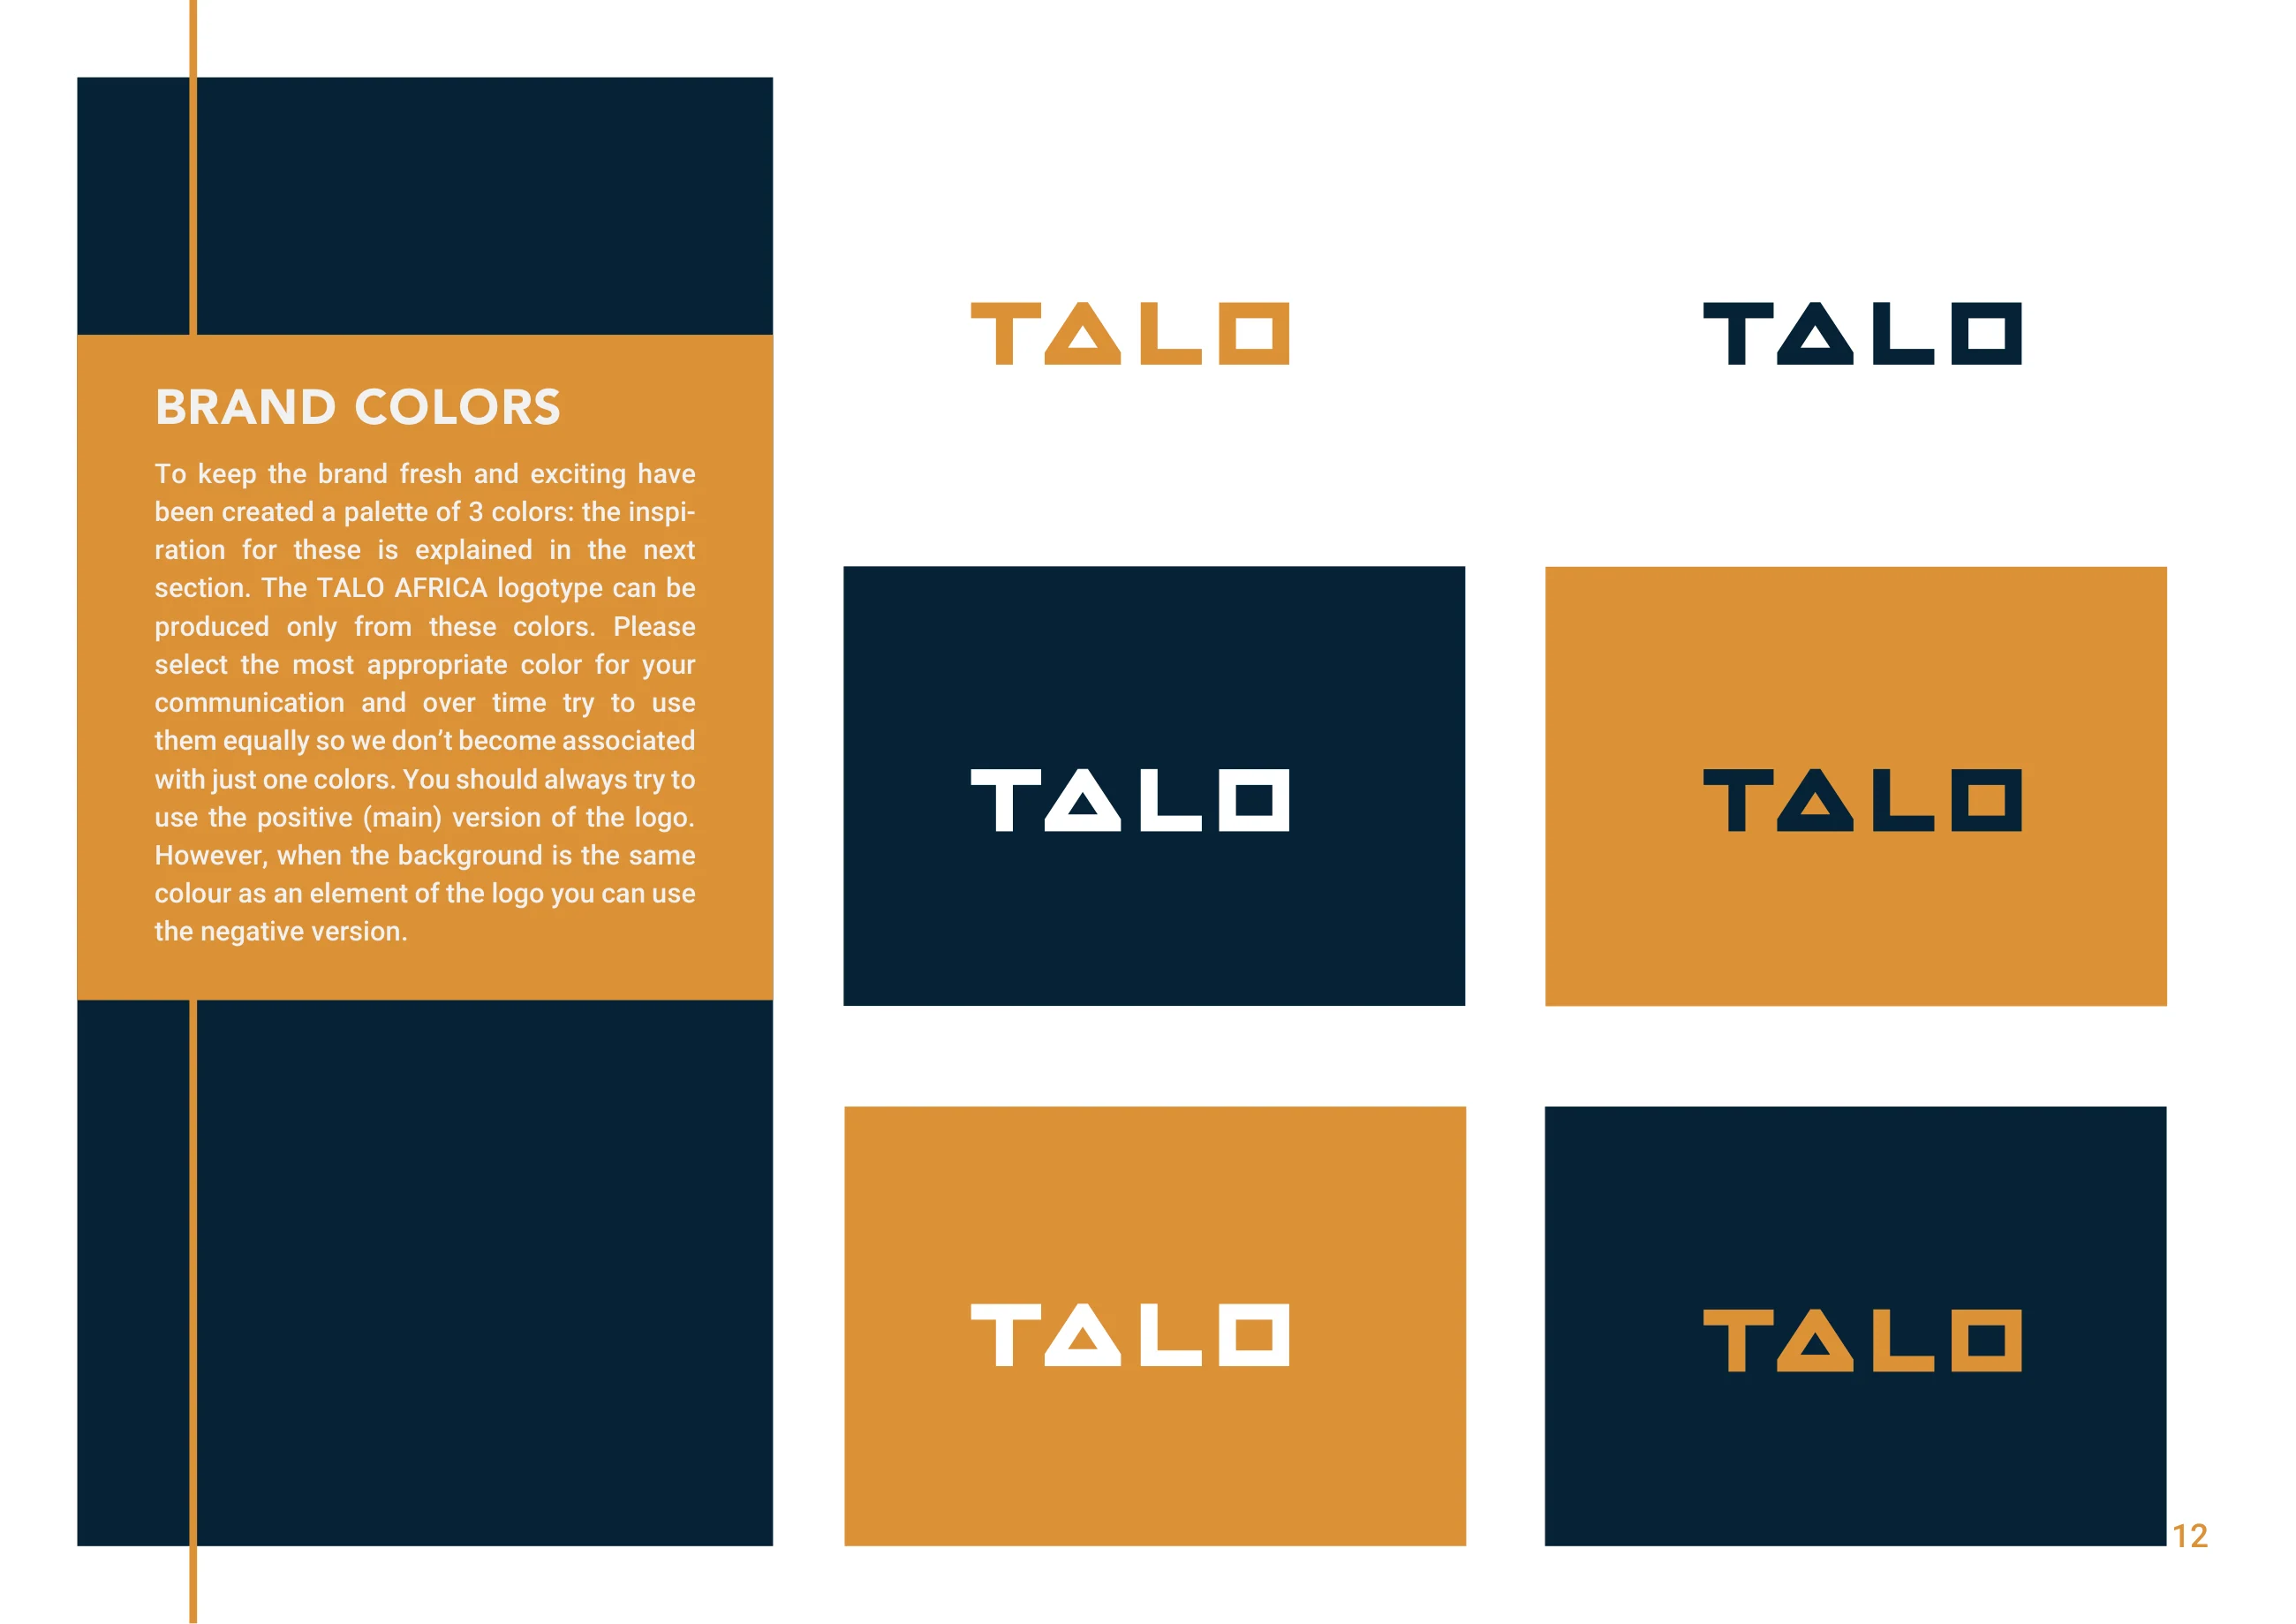 BRAND COLORS
To keep the brand fresh and exciting have
been created a palette of 3 colors: the inspi-
ration for these is explained in the next
section. The TALO AFRICA logotype can be
produced only from these colors. Please
select the most appropriate color for your
communication and over time try to use
them equally so we don’t become associated
with just one colors. You should always try to
use the positive (main) version of the logo.
However, when the background is the same
colour as an element of the logo you can use
the negative version.
TALO
TALO
TALO
TALO
TALO
TALO
12